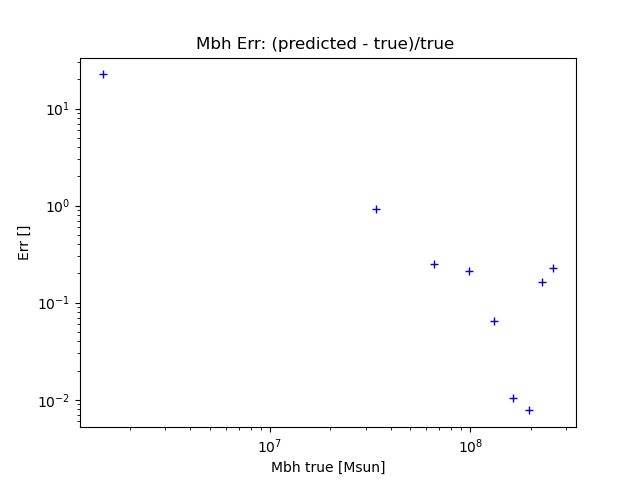 Mbh Err: (predicted - true)/true
10¹
10⁰
10⁻¹
10⁻²
Err []
10⁷
10⁸
Mbh true [Msun]